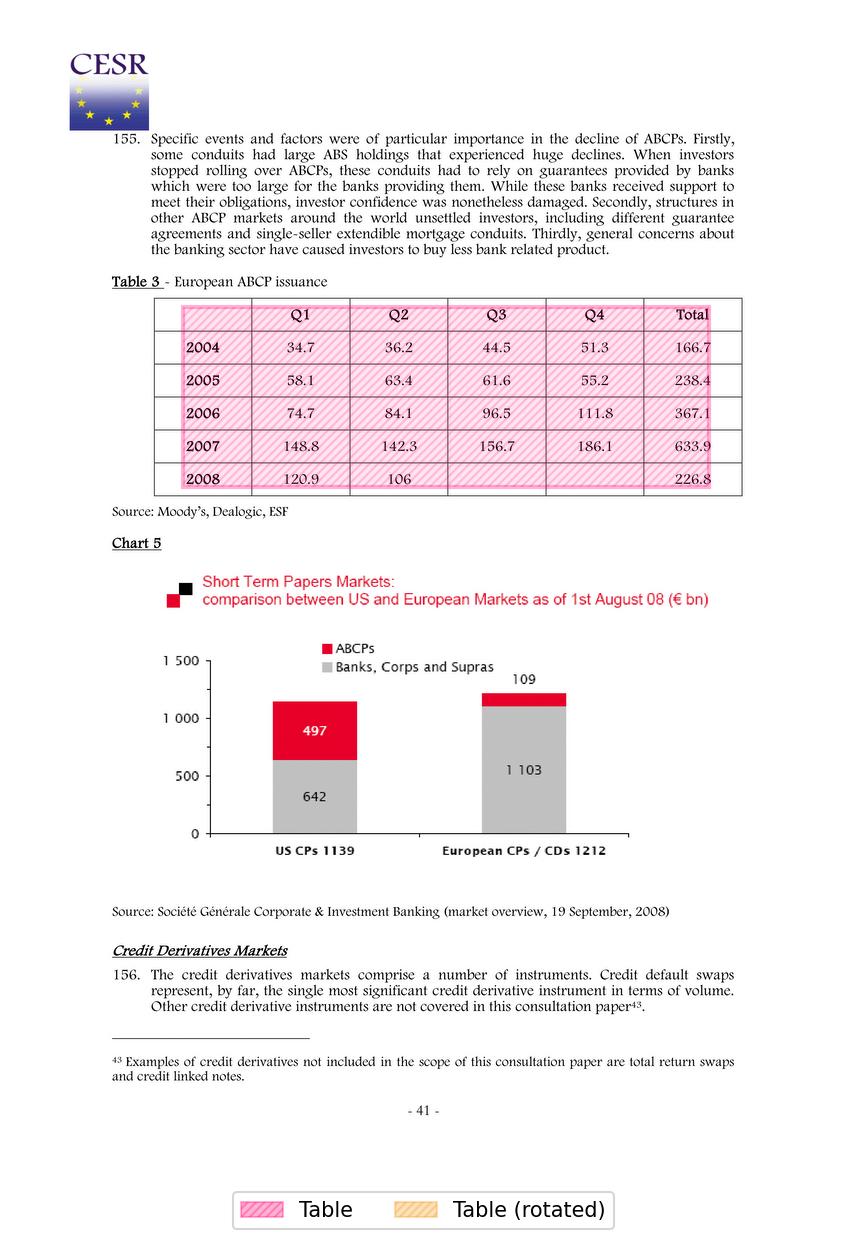 CESR
155. Specific events and factors were of particular importance in the decline of ABCPs. Firstly,
some conduits had large ABS holdings that experienced huge declines. When investors
stopped rolling over ABCPs, these conduits had to rely on guarantees provided by banks
which were too large for the banks providing them. While these banks received support to
meet their obligations, investor confidence was nonetheless damaged. Secondly, structures in
other ABCP markets around the world unsettled investors, including different guarantee
agreements and single-seller extendible mortgage conduits. Thirdly, general concerns about
the banking sector have caused investors to buy less bank related product.
Table 3 - European ABCP issuance
Q1 Q2 Q3 Q4 Total
2004 34.7 36.2 44.5 51.3 166.7
2005 58.1 63.4 61.6 55.2 238.4
2006 74.7 84.1 96.5 111.8 367.1
2007 148.8 142.3 156.7 186.1 633.9
2008 120.9 106 226.8
Source: Moody's, Dealogic, ESF
Chart 5
Short Term Papers Markets:
comparison between US and European Markets as of 1st August 08 (€ bn)
ABCPs
Banks, Corps and Supras
1 500
109
1 000
497
1 103
500
642
0
US CPs 1139 European CPs / CDs 1212
Source: Société Générale Corporate & Investment Banking (market overview, 19 September, 2008)
Credit Derivatives Markets
156. The credit derivatives markets comprise a number of instruments. Credit default swaps
represent, by far, the single most significant credit derivative instrument in terms of volume.
Other credit derivative instruments are not covered in this consultation paper⁴³.
⁴³ Examples of credit derivatives not included in the scope of this consultation paper are total return swaps
and credit linked notes.
- 41 -
Table Table (rotated)